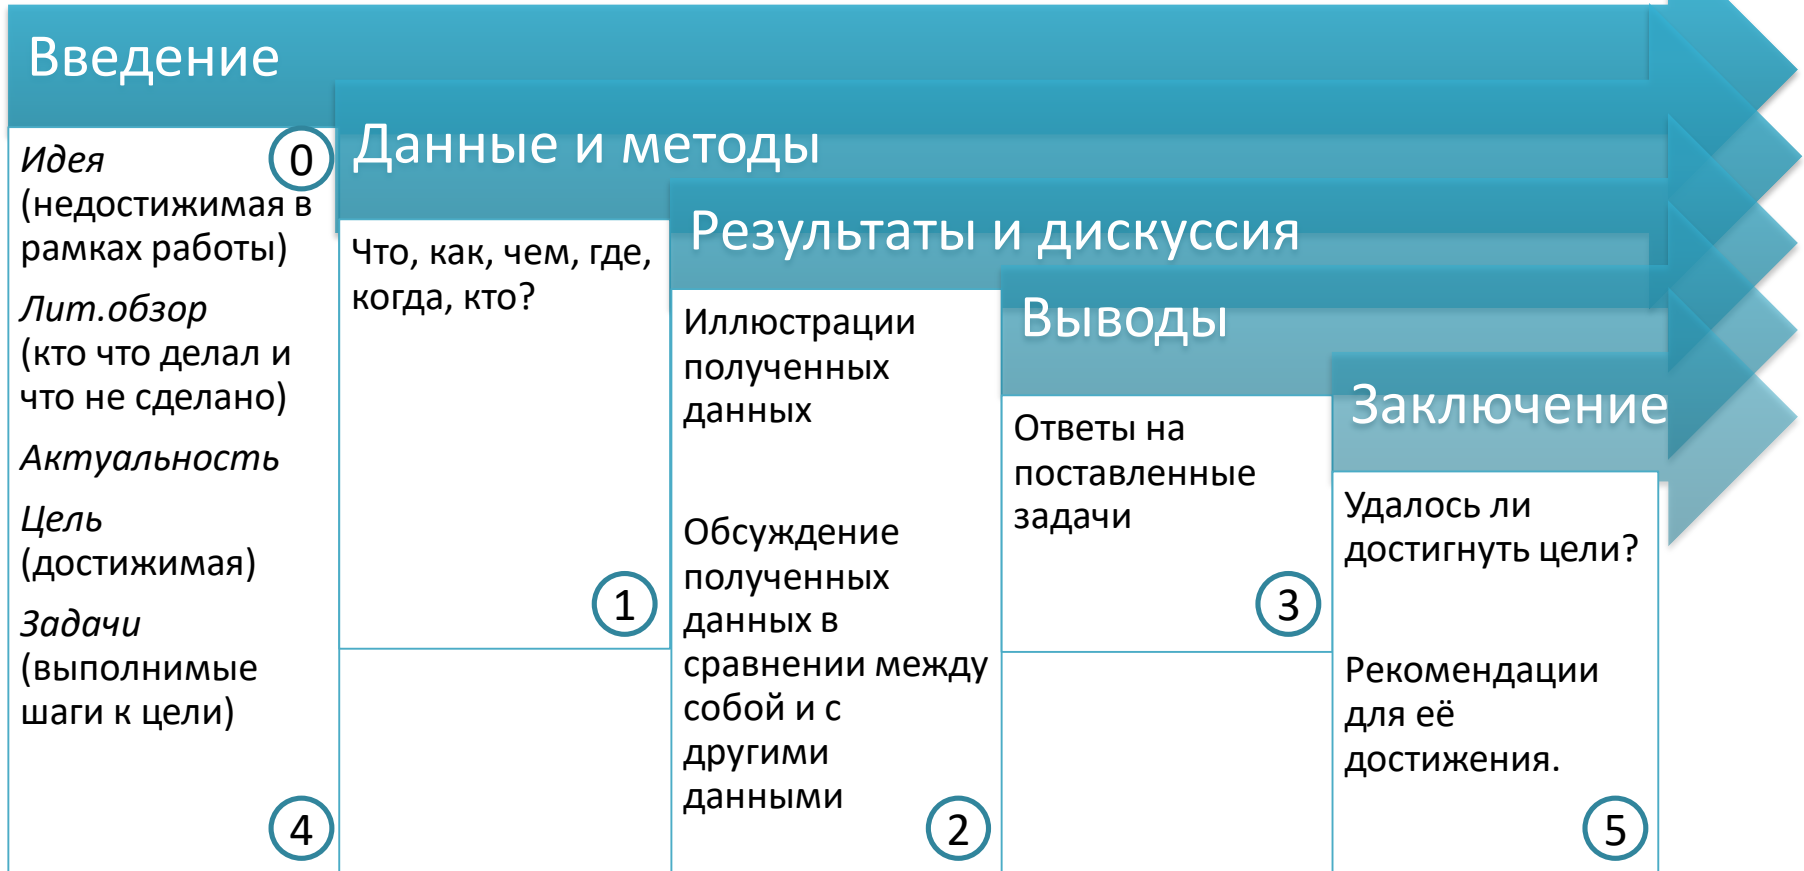 Введение
Идея
0
(недостижимая в
рамках работы)
Лит.обзор
(кто что делал и
что не сделано)
Актуальность
Цель
(достижимая)
Задачи
(выполнимые
шаги к цели)
4
Данные и методы
Что, как, чем, где,
когда, кто?
1
Результаты и дискуссия
Иллюстрации
полученных
данных
Обсуждение
полученных
данных в
сравнении между
собой и с
другими
данными
2
Выводы
Ответы на
поставленные
задачи
3
Заключение
Удалось ли
достигнуть цели?
Рекомендации
для её
достижения.
5